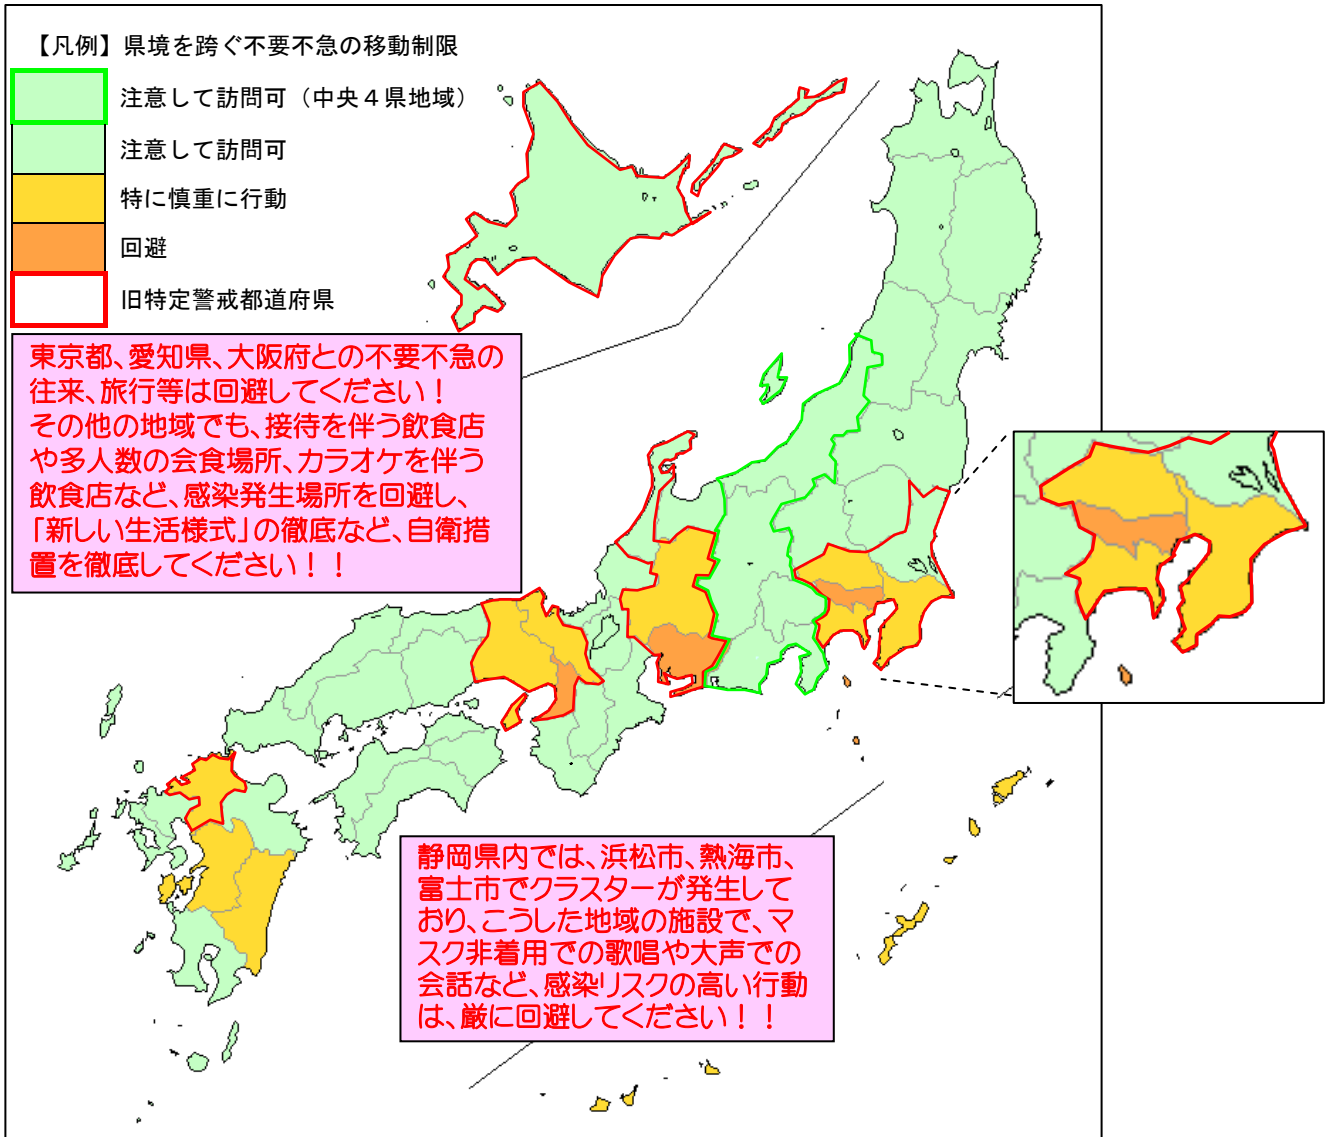 【凡例】県境を跨ぐ不要不急の移動制限
注意して訪問可（中央４県地域）
注意して訪問可
特に慎重に行動
回避
旧特定警戒都道府県
東京都、愛知県、大阪府との不要不急の
往来、旅行等は回避してください！
その他の地域でも、接待を伴う飲食店
や多人数の会食場所、カラオケを伴う
飲食店など、感染発生場所を回避し、
「新しい生活様式」の徹底など、自衛措
置を徹底してください！！
静岡県内では、浜松市、熱海市、
富士市でクラスターが発生して
おり、こうした地域の施設で、マ
スク非着用での歌唱や大声での
会話など、感染リスクの高い行動
は、厳に回避してください！！